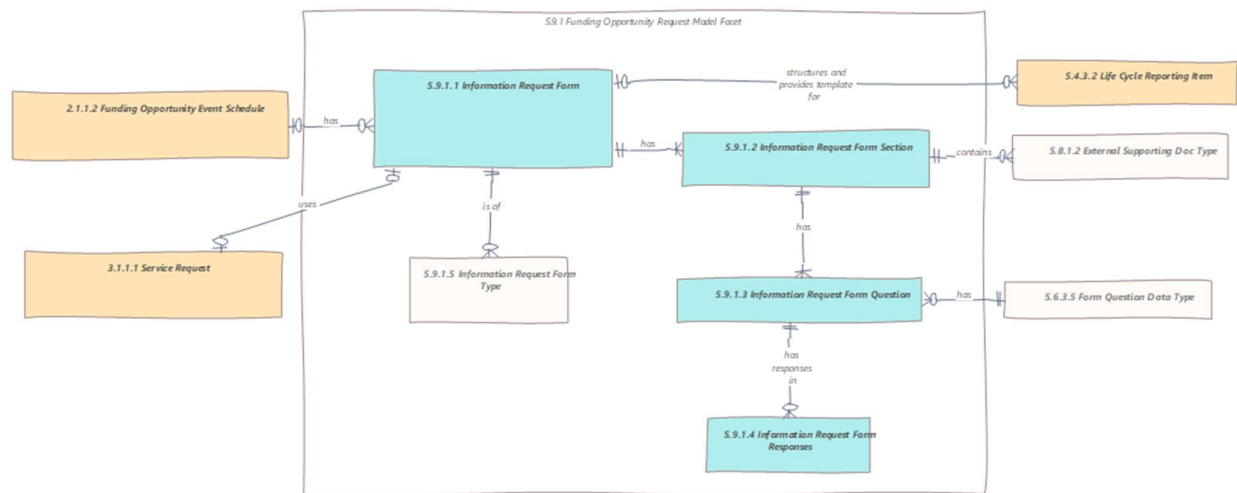 5.9.1 Funding Opportunity Request Model Facet
5.9.1.1 Information Request Form
structures and
provides template
for
5.4.3.2 Life Cycle Reporting Item
2.1.1.2 Funding Opportunity Event Schedule
has
has
5.9.1.2 Information Request Form Section
contains
5.8.1.2 External Supporting Doc Type
uses
is of
has
3.1.1.1 Service Request
5.9.1.5 Information Request Form
Type
5.9.1.3 Information Request Form Question
has
5.6.3.5 Form Question Data Type
has
responses
in
5.9.1.4 Information Request Form
Responses